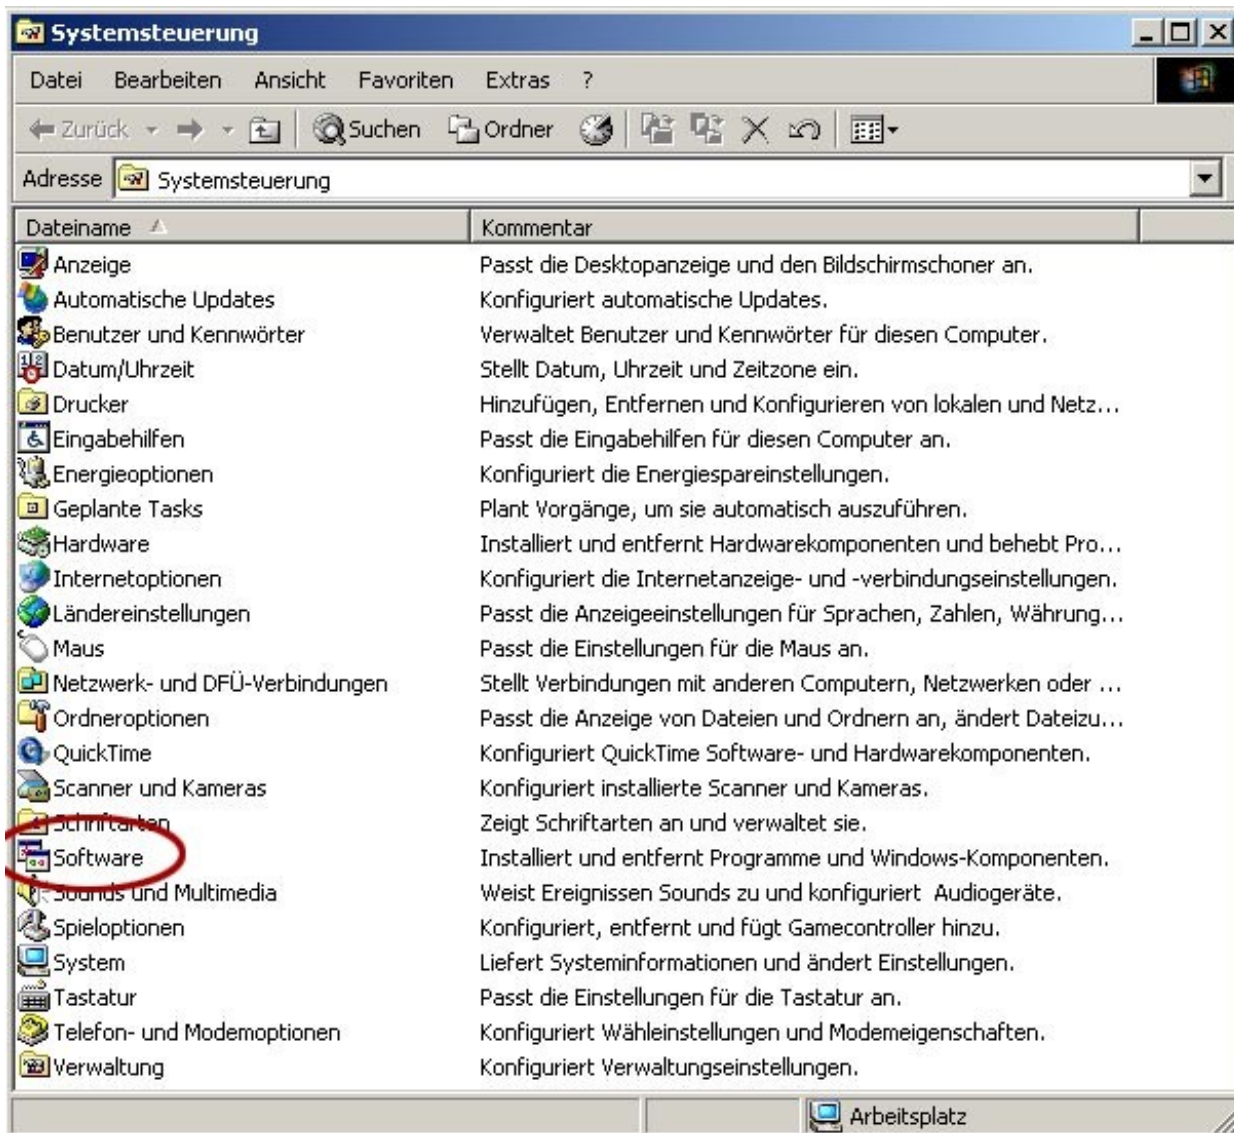 Systemsteuerung
Datei Bearbeiten Ansicht Favoriten Extras ?
Zurück Suchen Ordner
Adresse Systemsteuerung
Dateiname Kommentar
Anzeige Passt die Desktopanzeige und den Bildschirmschoner an.
Automatische Updates Konfiguriert automatische Updates.
Benutzer und Kennwörter Verwaltet Benutzer und Kennwörter für diesen Computer.
Datum/Uhrzeit Stellt Datum, Uhrzeit und Zeitzone ein.
Drucker Hinzufügen, Entfernen und Konfigurieren von lokalen und Netz...
Eingabehilfen Passt die Eingabehilfen für diesen Computer an.
Energieoptionen Konfiguriert die Energiespareinstellungen.
Geplante Tasks Plant Vorgänge, um sie automatisch auszuführen.
Hardware Installiert und entfernt Hardwarekomponenten und behebt Pro...
Internetoptionen Konfiguriert die Internetanzeige- und -verbindungseinstellungen.
Ländereinstellungen Passt die Anzeigeeinstellungen für Sprachen, Zahlen, Währung...
Maus Passt die Einstellungen für die Maus an.
Netzwerk- und DFÜ-Verbindungen Stellt Verbindungen mit anderen Computern, Netzwerken oder ...
Ordneroptionen Passt die Anzeige von Dateien und Ordnern an, ändert Dateizu...
QuickTime Konfiguriert QuickTime Software- und Hardwarekomponenten.
Scanner und Kameras Konfiguriert installierte Scanner und Kameras.
Schriftarten Zeigt Schriftarten an und verwaltet sie.
Software Installiert und entfernt Programme und Windows-Komponenten.
Sounds und Multimedia Weist Ereignissen Sounds zu und konfiguriert Audiogeräte.
Spieloptionen Konfiguriert, entfernt und fügt Gamecontroller hinzu.
System Liefert Systeminformationen und ändert Einstellungen.
Tastatur Passt die Einstellungen für die Tastatur an.
Telefon- und Modemoptionen Konfiguriert Wähleinstellungen und Modemeigenschaften.
Verwaltung Konfiguriert Verwaltungseinstellungen.
Arbeitsplatz